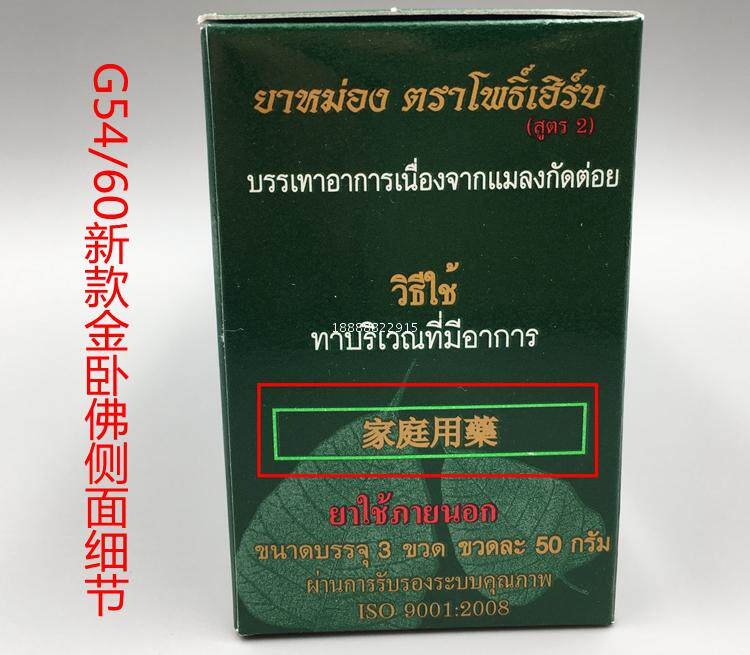 G54/60新款金卧佛侧面细节
ยาหม่อง ตราโพธิ์เฮิร์บ
(สูตร 2)
บรรเทาอาการเนื่องจากแมลงกัดต่อย
วิธีใช้
18888822915
ทาบริเวณที่มีอาการ
家庭用藥
ยาใช้ภายนอก
ขนาดบรรจุ 3 ขวด ขวดละ 50 กรัม
ผ่านการรับรองระบบคุณภาพ
ISO 9001:2008